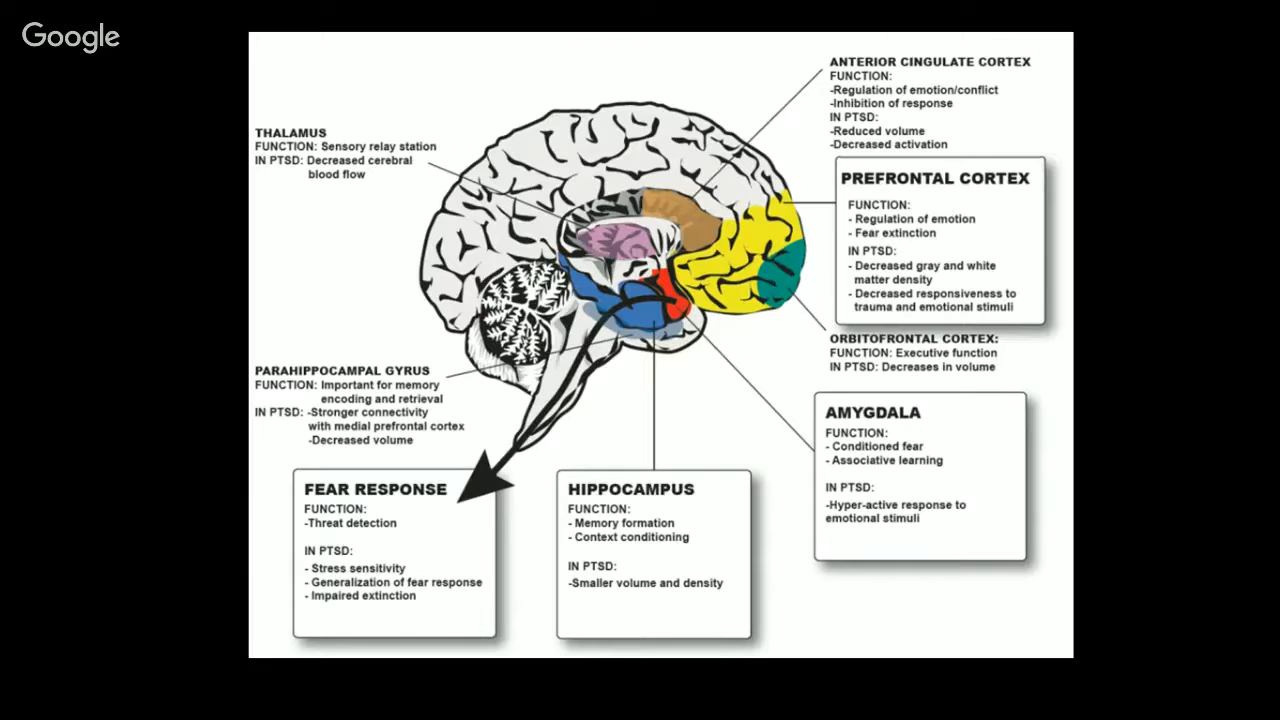 Google
ANTERIOR CINGULATE CORTEX
FUNCTION:
-Regulation of emotion/conflict
-Inhibition of response
IN PTSD:
-Reduced volume
-Decreased activation
THALAMUS
FUNCTION: Sensory relay station
IN PTSD: Decreased cerebral
blood flow
PREFRONTAL CORTEX
FUNCTION:
- Regulation of emotion
- Fear extinction
IN PTSD:
- Decreased gray and white
matter density
- Decreased responsiveness to
trauma and emotional stimuli
ORBITOFRONTAL CORTEX:
FUNCTION: Executive function
IN PTSD: Decreases in volume
PARAHIPPOCAMPAL GYRUS
FUNCTION: Important for memory
encoding and retrieval
IN PTSD: -Stronger connectivity
with medial prefrontal cortex
-Decreased volume
AMYGDALA
FUNCTION:
- Conditioned fear
- Associative learning
IN PTSD:
-Hyper-active response to
emotional stimuli
FEAR RESPONSE
FUNCTION:
-Threat detection
IN PTSD:
- Stress sensitivity
- Generalization of fear response
- Impaired extinction
HIPPOCAMPUS
FUNCTION:
- Memory formation
- Context conditioning
IN PTSD:
-Smaller volume and density